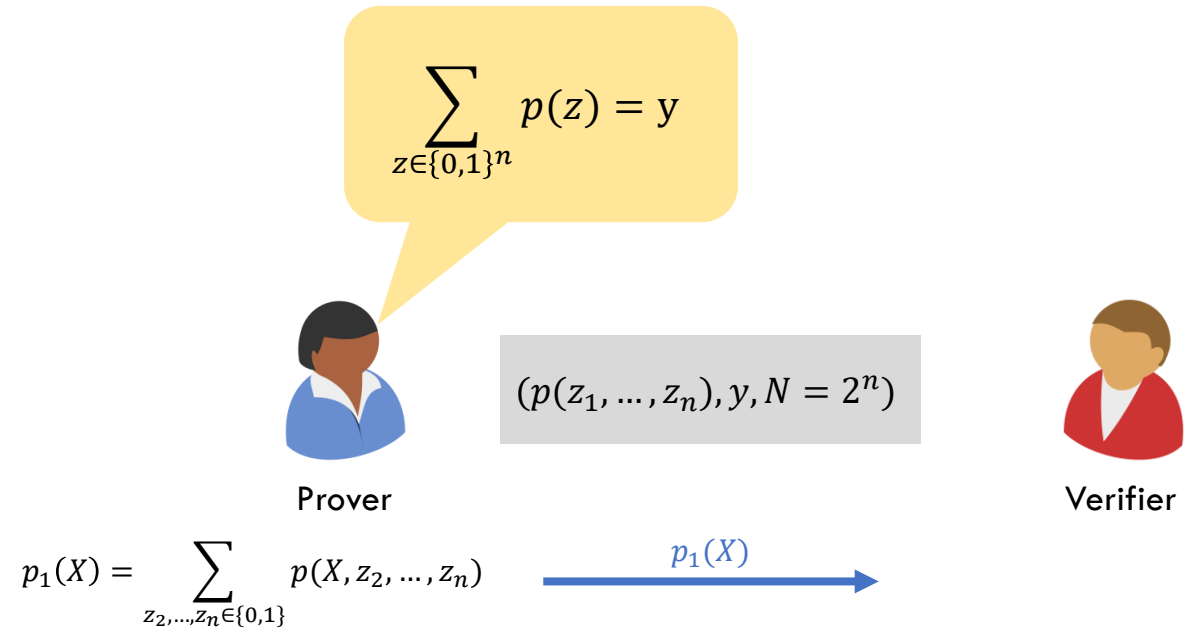 ∑_{z∈{0,1}^n} p(z) = y
(p(z_1, … , z_n), y, N = 2^n)
Prover
Verifier
p_1(X) = ∑_{z_2,…,z_n∈{0,1}} p(X, z_2, … , z_n)
p_1(X)